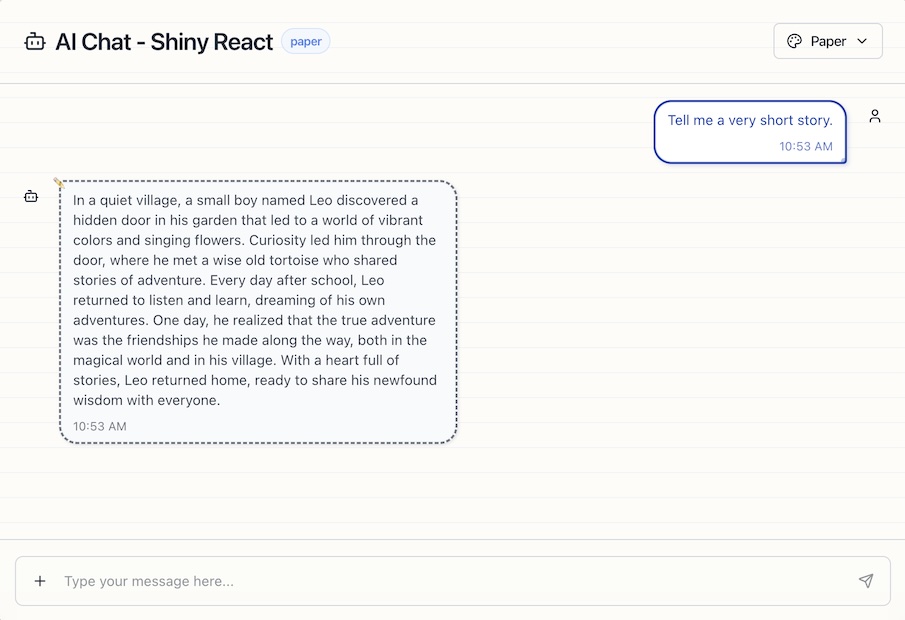 AI Chat - Shiny React
paper
Paper
Tell me a very short story.
10:53 AM
In a quiet village, a small boy named Leo discovered a
hidden door in his garden that led to a world of vibrant
colors and singing flowers. Curiosity led him through the
door, where he met a wise old tortoise who shared
stories of adventure. Every day after school, Leo
returned to listen and learn, dreaming of his own
adventures. One day, he realized that the true adventure
was the friendships he made along the way, both in the
magical world and in his village. With a heart full of
stories, Leo returned home, ready to share his newfound
wisdom with everyone.
10:53 AM
Type your message here...